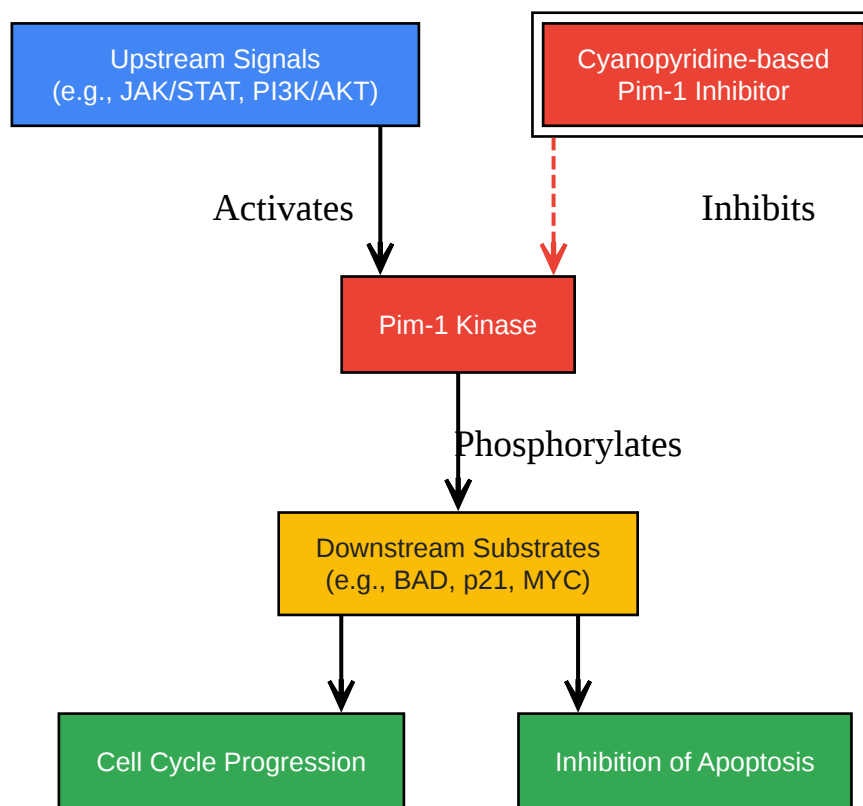 Upstream Signals
(e.g., JAK/STAT, PI3K/AKT)
Cyanopyridine-based
Pim-1 Inhibitor
Activates
Inhibits
Pim-1 Kinase
Phosphorylates
Downstream Substrates
(e.g., BAD, p21, MYC)
Cell Cycle Progression
Inhibition of Apoptosis